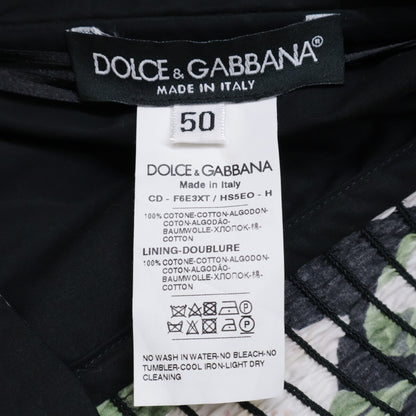 DOLCE & GABBANA®
MADE IN ITALY
50
DOLCE & GABBANA
Made in Italy
CD - F6E3XT / HS5EO - H
100% COTONE-COTTON-ALGODON-
COTON-ALGODÃO-
BAUMWOLLE-ХЛОПОК-棉-
COTTON
LINING-DOUBLURE
100% COTONE-COTTON-ALGODON-
COTON-ALGODÃO-
BAUMWOLLE-ХЛОПОК-棉-
COTTON
P
P
NO WASH IN WATER-NO BLEACH-NO
TUMBLER-COOL IRON-LIGHT DRY
CLEANING